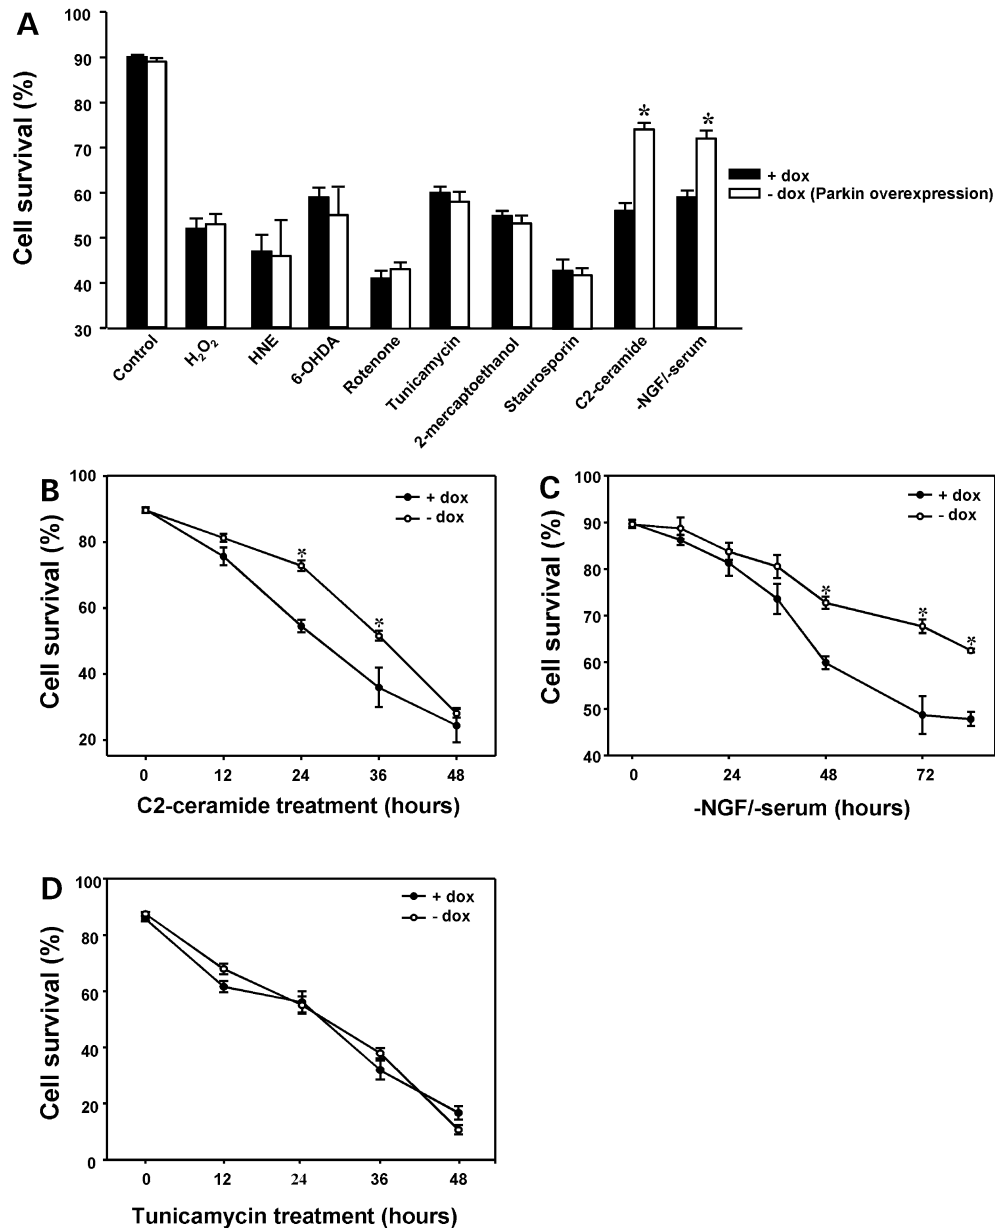 A
Cell survival (%)
100
90
80
70
60
50
40
30
* *
+ dox
- dox (Parkin overexpression)
Control
H₂O₂
HNE
6-OHDA
Rotenone
Tunicamycin
2-mercaptoethanol
Staurosporin
C2-ceramide
-NGF/-serum
B
Cell survival (%)
100
80
60
40
20
+ dox
- dox
*
*
0 12 24 36 48
C2-ceramide treatment (hours)
C
Cell survival (%)
100
90
80
70
60
50
40
+ dox
- dox
* * *
0 24 48 72
-NGF/-serum (hours)
D
Cell survival (%)
100
80
60
40
20
0
+ dox
- dox
0 12 24 36 48
Tunicamycin treatment (hours)